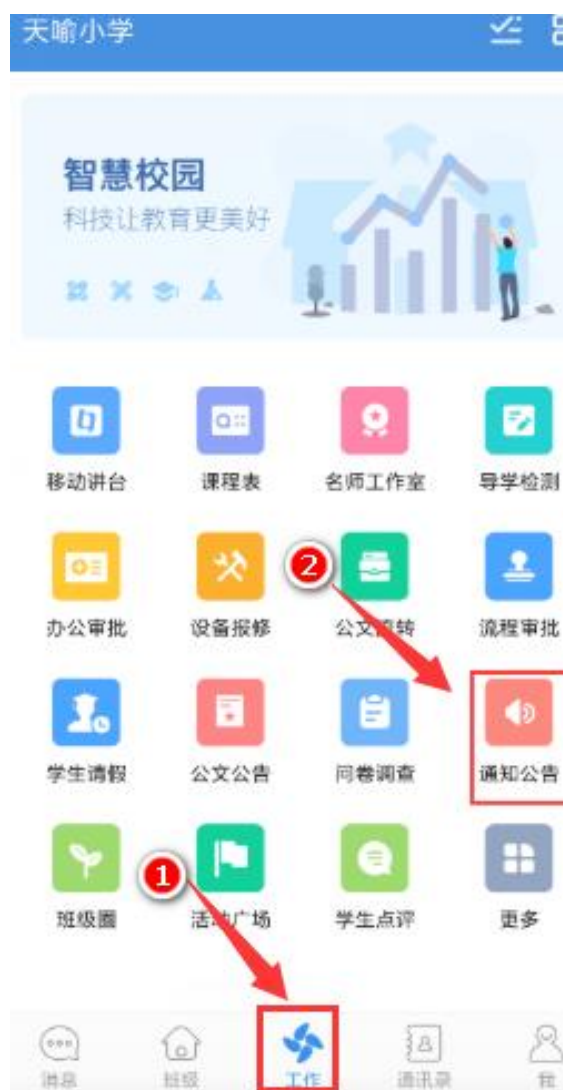 天喻小学
智慧校园
科技让教育更美好
移动讲台 课程表 名师工作室 导学检测
2
办公审批 设备报修 公文流转 流程审批
学生请假 公文公告 问卷调查 通知公告
1
班级圈 活动广场 学生点评 更多
消息 班级 工作 通讯录 我